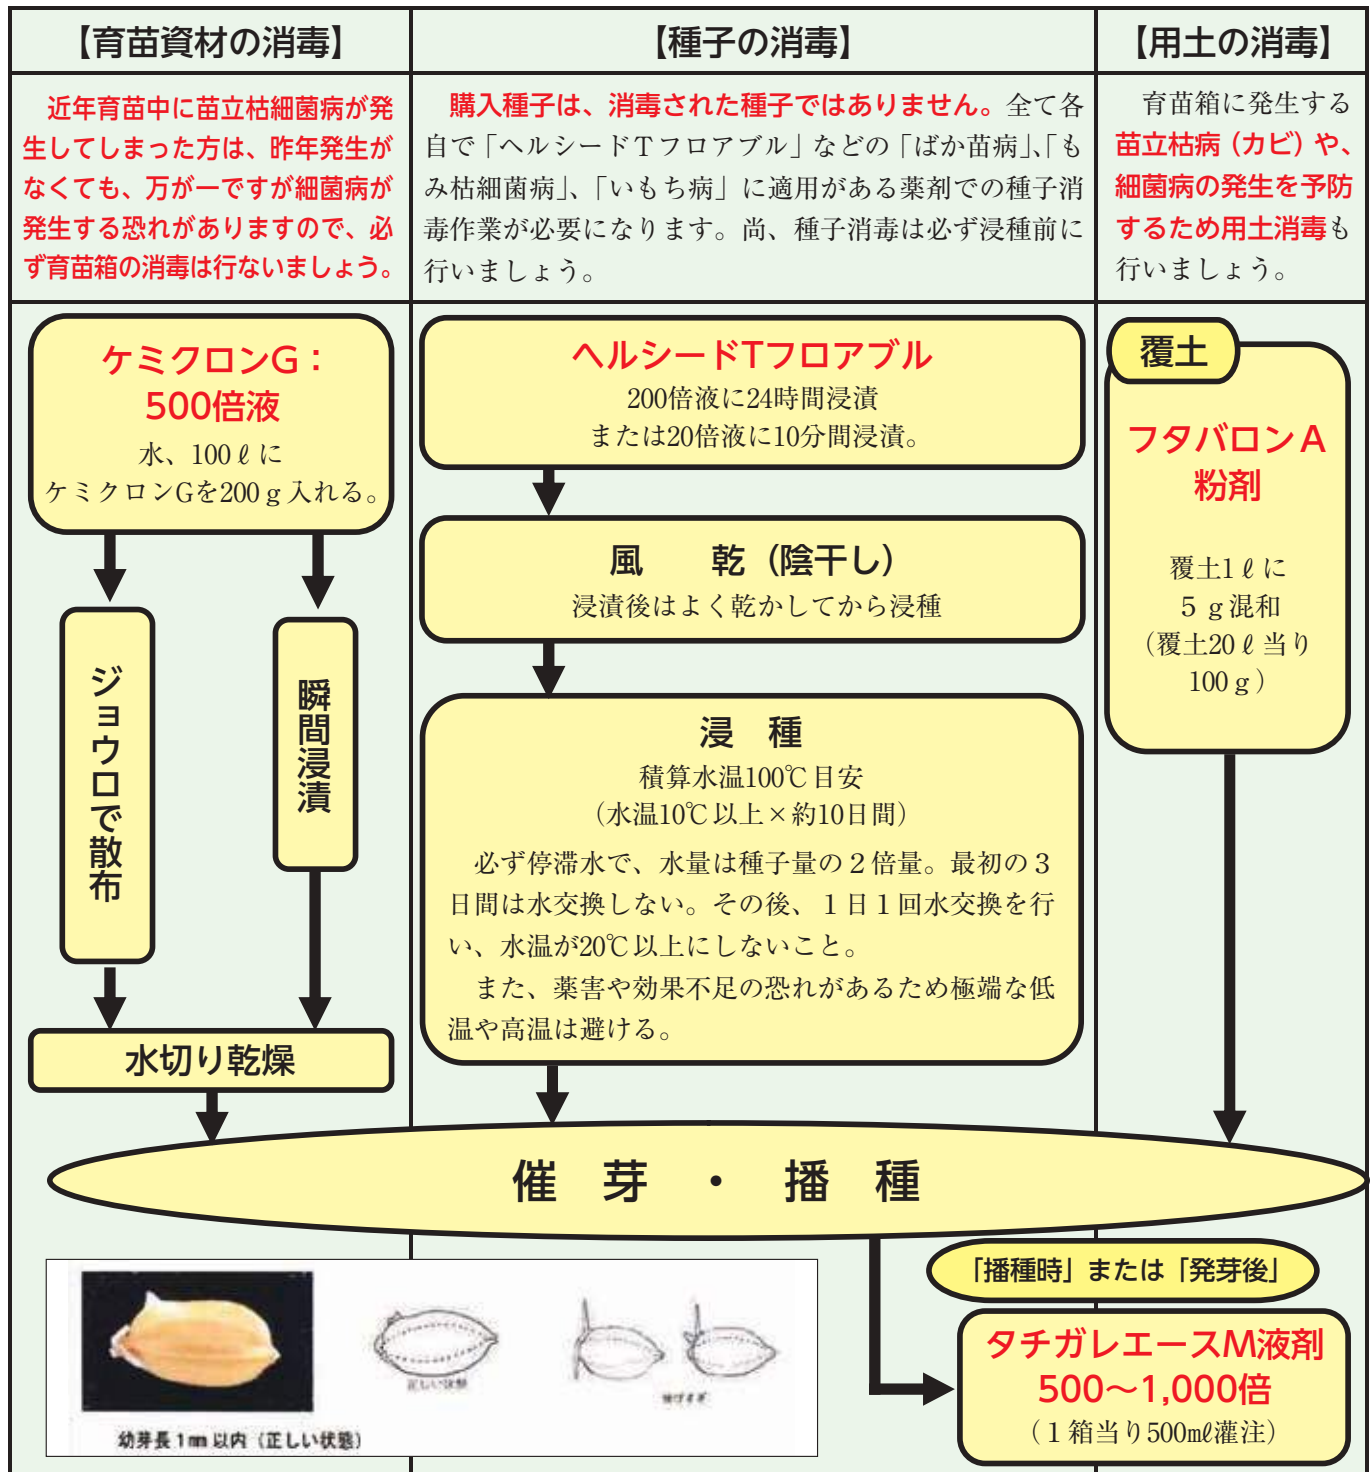 【育苗資材の消毒】
近年育苗中に苗立枯細菌病が発
生してしまった方は、昨年発生が
なくても、万が一ですが細菌病が
発生する恐れがありますので、必
ず育苗箱の消毒は行ないましょう。
ケミクロンG：
500倍液
水、100ℓに
ケミクロンGを200ｇ入れる。
ジョウロで散布
瞬間浸漬
水切り乾燥
【種子の消毒】
購入種子は、消毒された種子ではありません。全て各
自で「ヘルシードＴフロアブル」などの「ばか苗病」、「も
み枯細菌病」、「いもち病」に適用がある薬剤での種子消
毒作業が必要になります。尚、種子消毒は必ず浸種前に
行いましょう。
ヘルシードTフロアブル
200倍液に24時間浸漬
または20倍液に10分間浸漬。
風　乾（陰干し）
浸漬後はよく乾かしてから浸種
浸　種
積算水温100℃目安
（水温10℃以上×約10日間）
必ず停滞水で、水量は種子量の２倍量。最初の３
日間は水交換しない。その後、１日１回水交換を行
い、水温が20℃以上にしないこと。
また、薬害や効果不足の恐れがあるため極端な低
温や高温は避ける。
【用土の消毒】
育苗箱に発生する
苗立枯病（カビ）や、
細菌病の発生を予防
するため用土消毒も
行いましょう。
覆土
フタバロンＡ
粉剤
覆土1ℓに
５ｇ混和
（覆土20ℓ当り
100ｇ）
催　芽　・　播　種
正しい状態
伸びすぎ
幼芽長1㎜以内（正しい状態）
「播種時」または「発芽後」
タチガレエースM液剤
500～1,000倍
（１箱当り500㎖灌注）